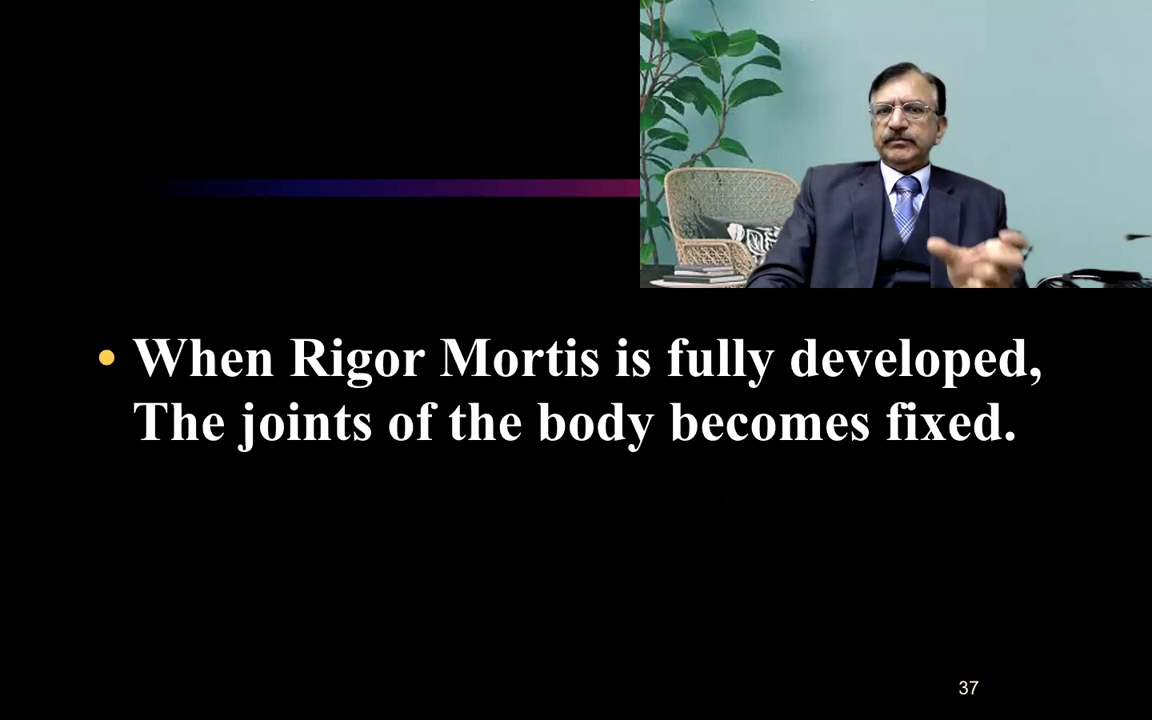 • When Rigor Mortis is fully developed,
The joints of the body becomes fixed.
37